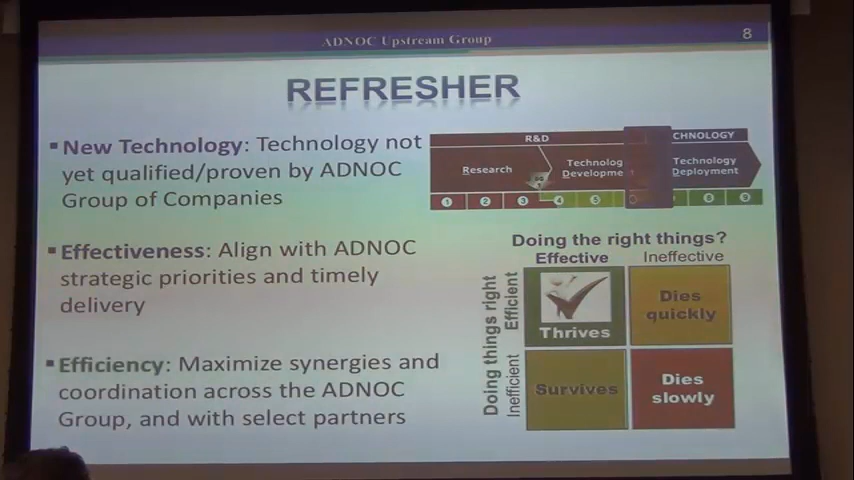 ADNOC Upstream Group
8
REFRESHER
▪New Technology: Technology not
yet qualified/proven by ADNOC
Group of Companies
▪Effectiveness: Align with ADNOC
strategic priorities and timely
delivery
▪Efficiency: Maximize synergies and
coordination across the ADNOC
Group, and with select partners
R&D
CHNOLOGY
Research
Technolog
Developme
Technology
Deployment
1 2 3 4 5 8 9
Doing the right things?
Effective Ineffective
Doing things right
Efficient
Inefficient
Thrives
Dies
quickly
Survives
Dies
slowly